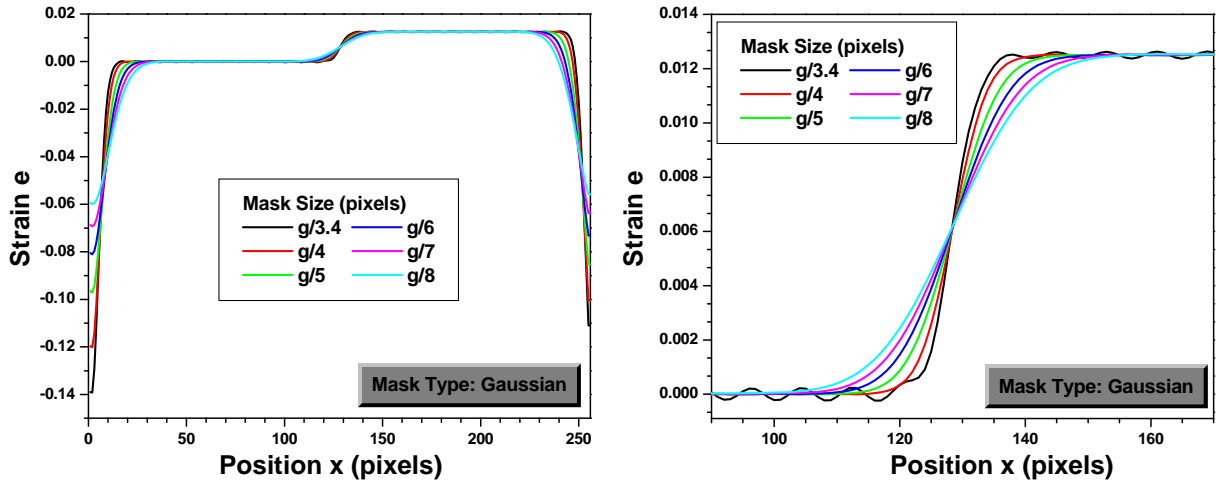 0.02
0.00
-0.02
-0.04
-0.06
-0.08
-0.10
-0.12
-0.14
Strain e
Mask Size (pixels)
g/3.4 g/6
g/4 g/7
g/5 g/8
Mask Type: Gaussian
0 50 100 150 200 250
Position x (pixels)
0.014
0.012
0.010
0.008
0.006
0.004
0.002
0.000
Strain e
Mask Size (pixels)
g/3.4 g/6
g/4 g/7
g/5 g/8
Mask Type: Gaussian
100 120 140 160
Position x (pixels)